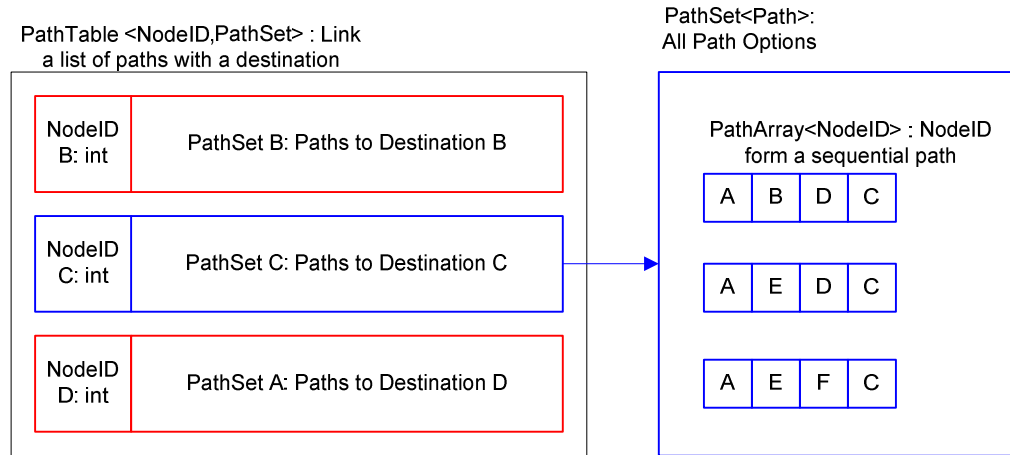 PathTable <NodeID,PathSet> : Link
a list of paths with a destination
NodeID
B: int
PathSet B: Paths to Destination B
NodeID
C: int
PathSet C: Paths to Destination C
NodeID
D: int
PathSet A: Paths to Destination D
PathSet<Path>:
All Path Options
PathArray<NodeID> : NodeID
form a sequential path
A B D C
A E D C
A E F C